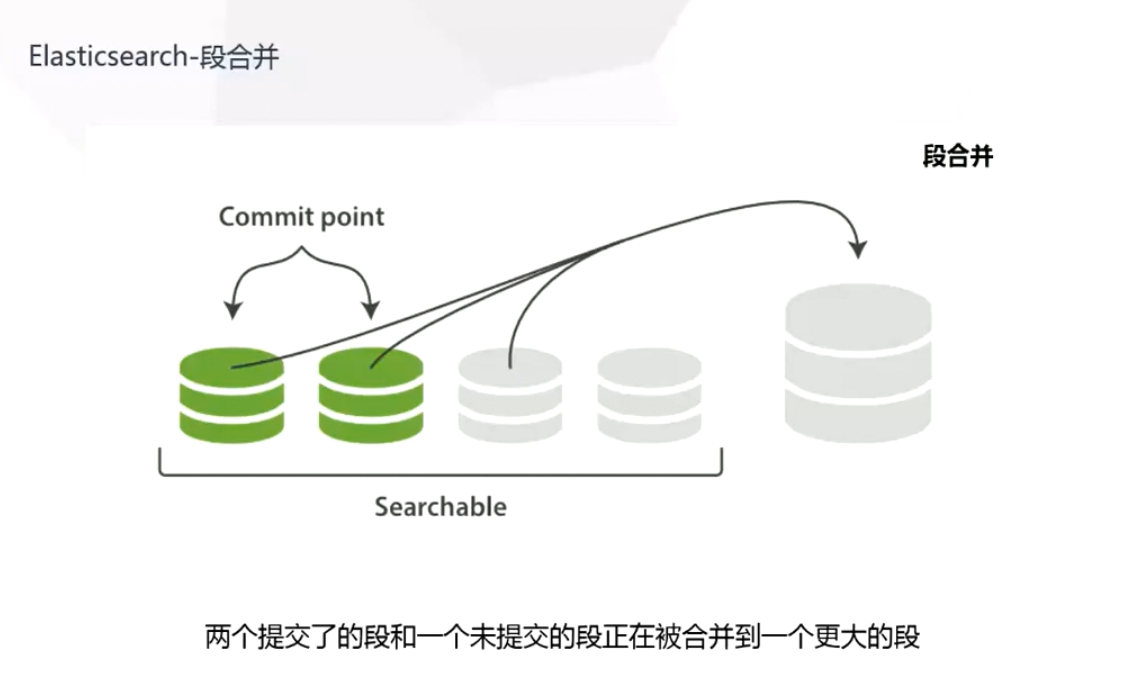 Elasticsearch-段合并
段合并
Commit point
Searchable
两个提交了的段和一个未提交的段正在被合并到一个更大的段